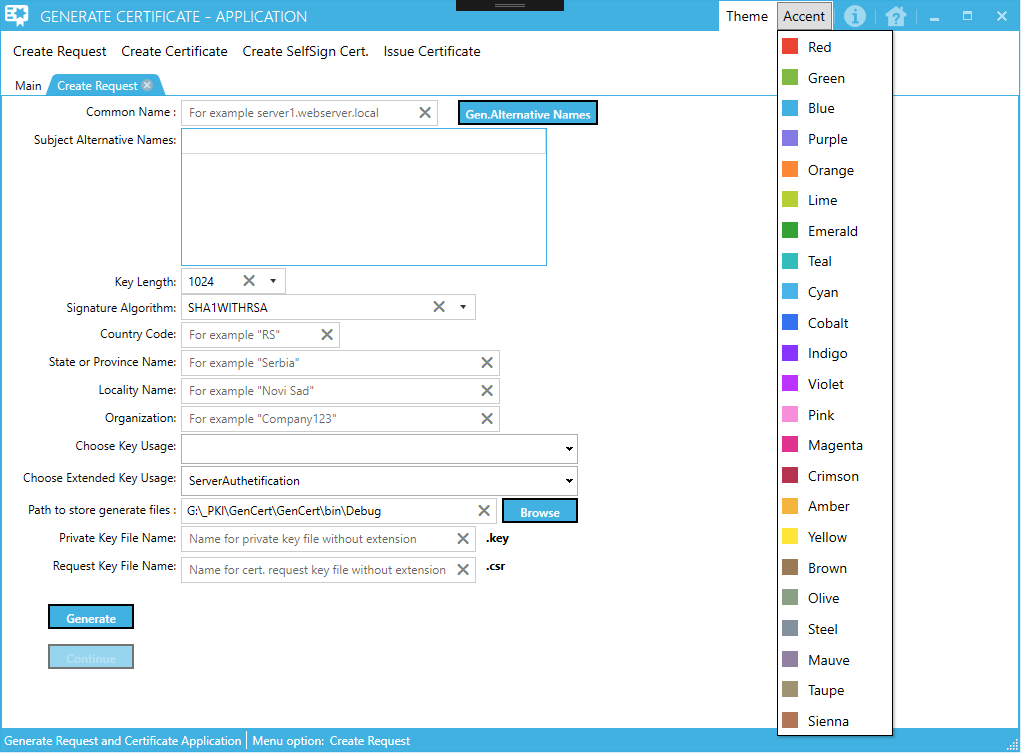 GENERATE CERTIFICATE - APPLICATION
Theme
Accent
Create Request
Create Certificate
Create SelfSign Cert.
Issue Certificate
Main
Create Request
Common Name :
For example server1.webserver.local
Gen.Alternative Names
Subject Alternative Names:
Key Length:
1024
Signature Algorithm:
SHA1WITHRSA
Country Code:
For example "RS"
State or Province Name:
For example "Serbia"
Locality Name:
For example "Novi Sad"
Organization:
For example "Company123"
Choose Key Usage:
Choose Extended Key Usage:
ServerAuthetification
Path to store generate files :
G:\_PKI\GenCert\GenCert\bin\Debug
Browse
Private Key File Name:
Name for private key file without extension
.key
Request Key File Name:
Name for cert. request key file without extension
.csr
Generate
Continue
Red
Green
Blue
Purple
Orange
Lime
Emerald
Teal
Cyan
Cobalt
Indigo
Violet
Pink
Magenta
Crimson
Amber
Yellow
Brown
Olive
Steel
Mauve
Taupe
Sienna
Generate Request and Certificate Application
Menu option:
Create Request